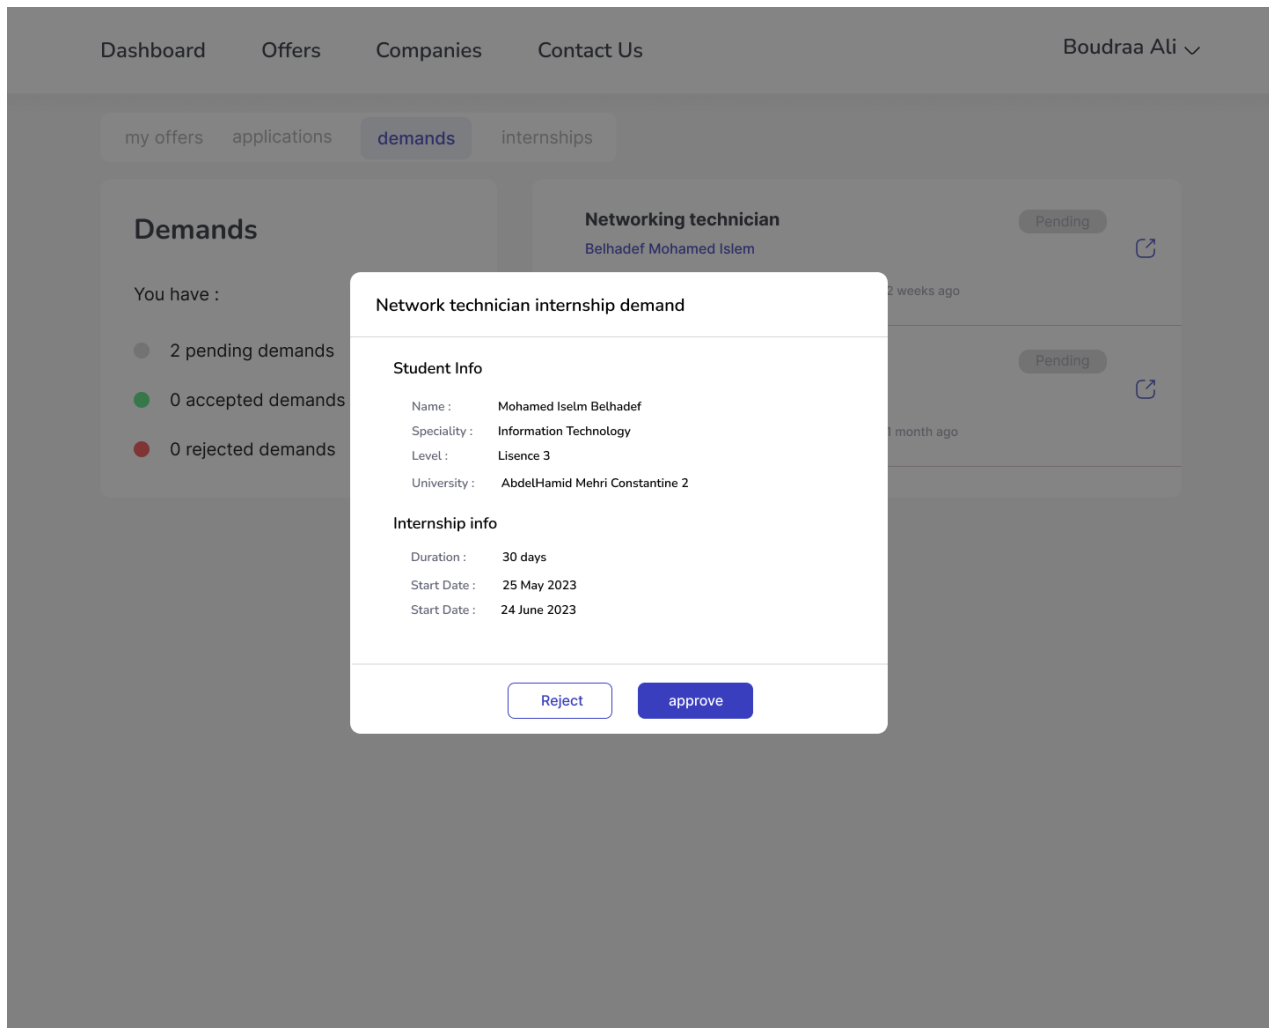 Dashboard Offers Companies Contact Us Boudraa Ali
my offers applications demands internships
Demands
You have :
2 pending demands
0 accepted demands
0 rejected demands
Networking technician
Pending
Belhadef Mohamed Islem
2 weeks ago
Pending
1 month ago
Network technician internship demand
Student Info
Name : Mohamed Iselm Belhadef
Speciality : Information Technology
Level : Lisence 3
University : AbdelHamid Mehri Constantine 2
Internship info
Duration : 30 days
Start Date : 25 May 2023
Start Date : 24 June 2023
Reject approve